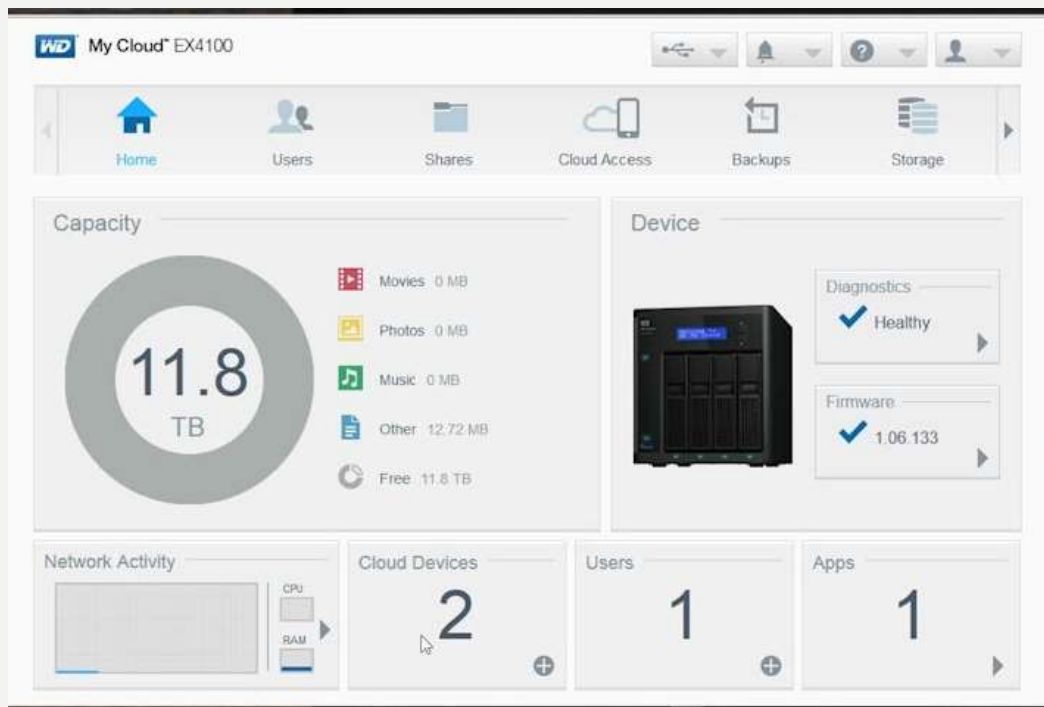 WD My Cloud™ EX4100
Home
Users
Shares
Cloud Access
Backups
Storage
Capacity
11.8
TB
Movies 0 MB
Photos 0 MB
Music 0 MB
Other 12.72 MB
Free 11.8 TB
Device
Diagnostics
Healthy
Firmware
1.06.133
Network Activity
CPU
RAM
Cloud Devices
2
Users
1
Apps
1